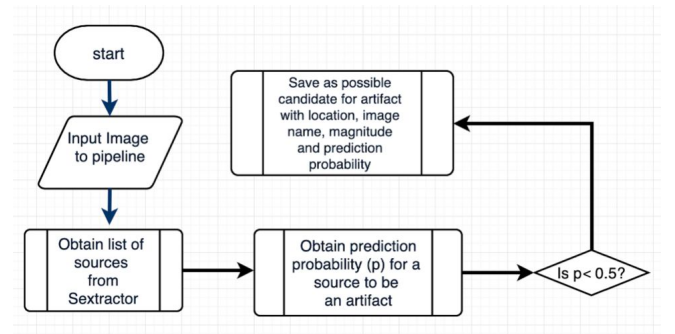 start
Input Image
to pipeline
Obtain list of
sources
from
Sextractor
Obtain prediction
probability (p) for a
source to be
an artifact
Is p< 0.5?
Save as possible
candidate for artifact
with location, image
name, magnitude
and prediction
probability